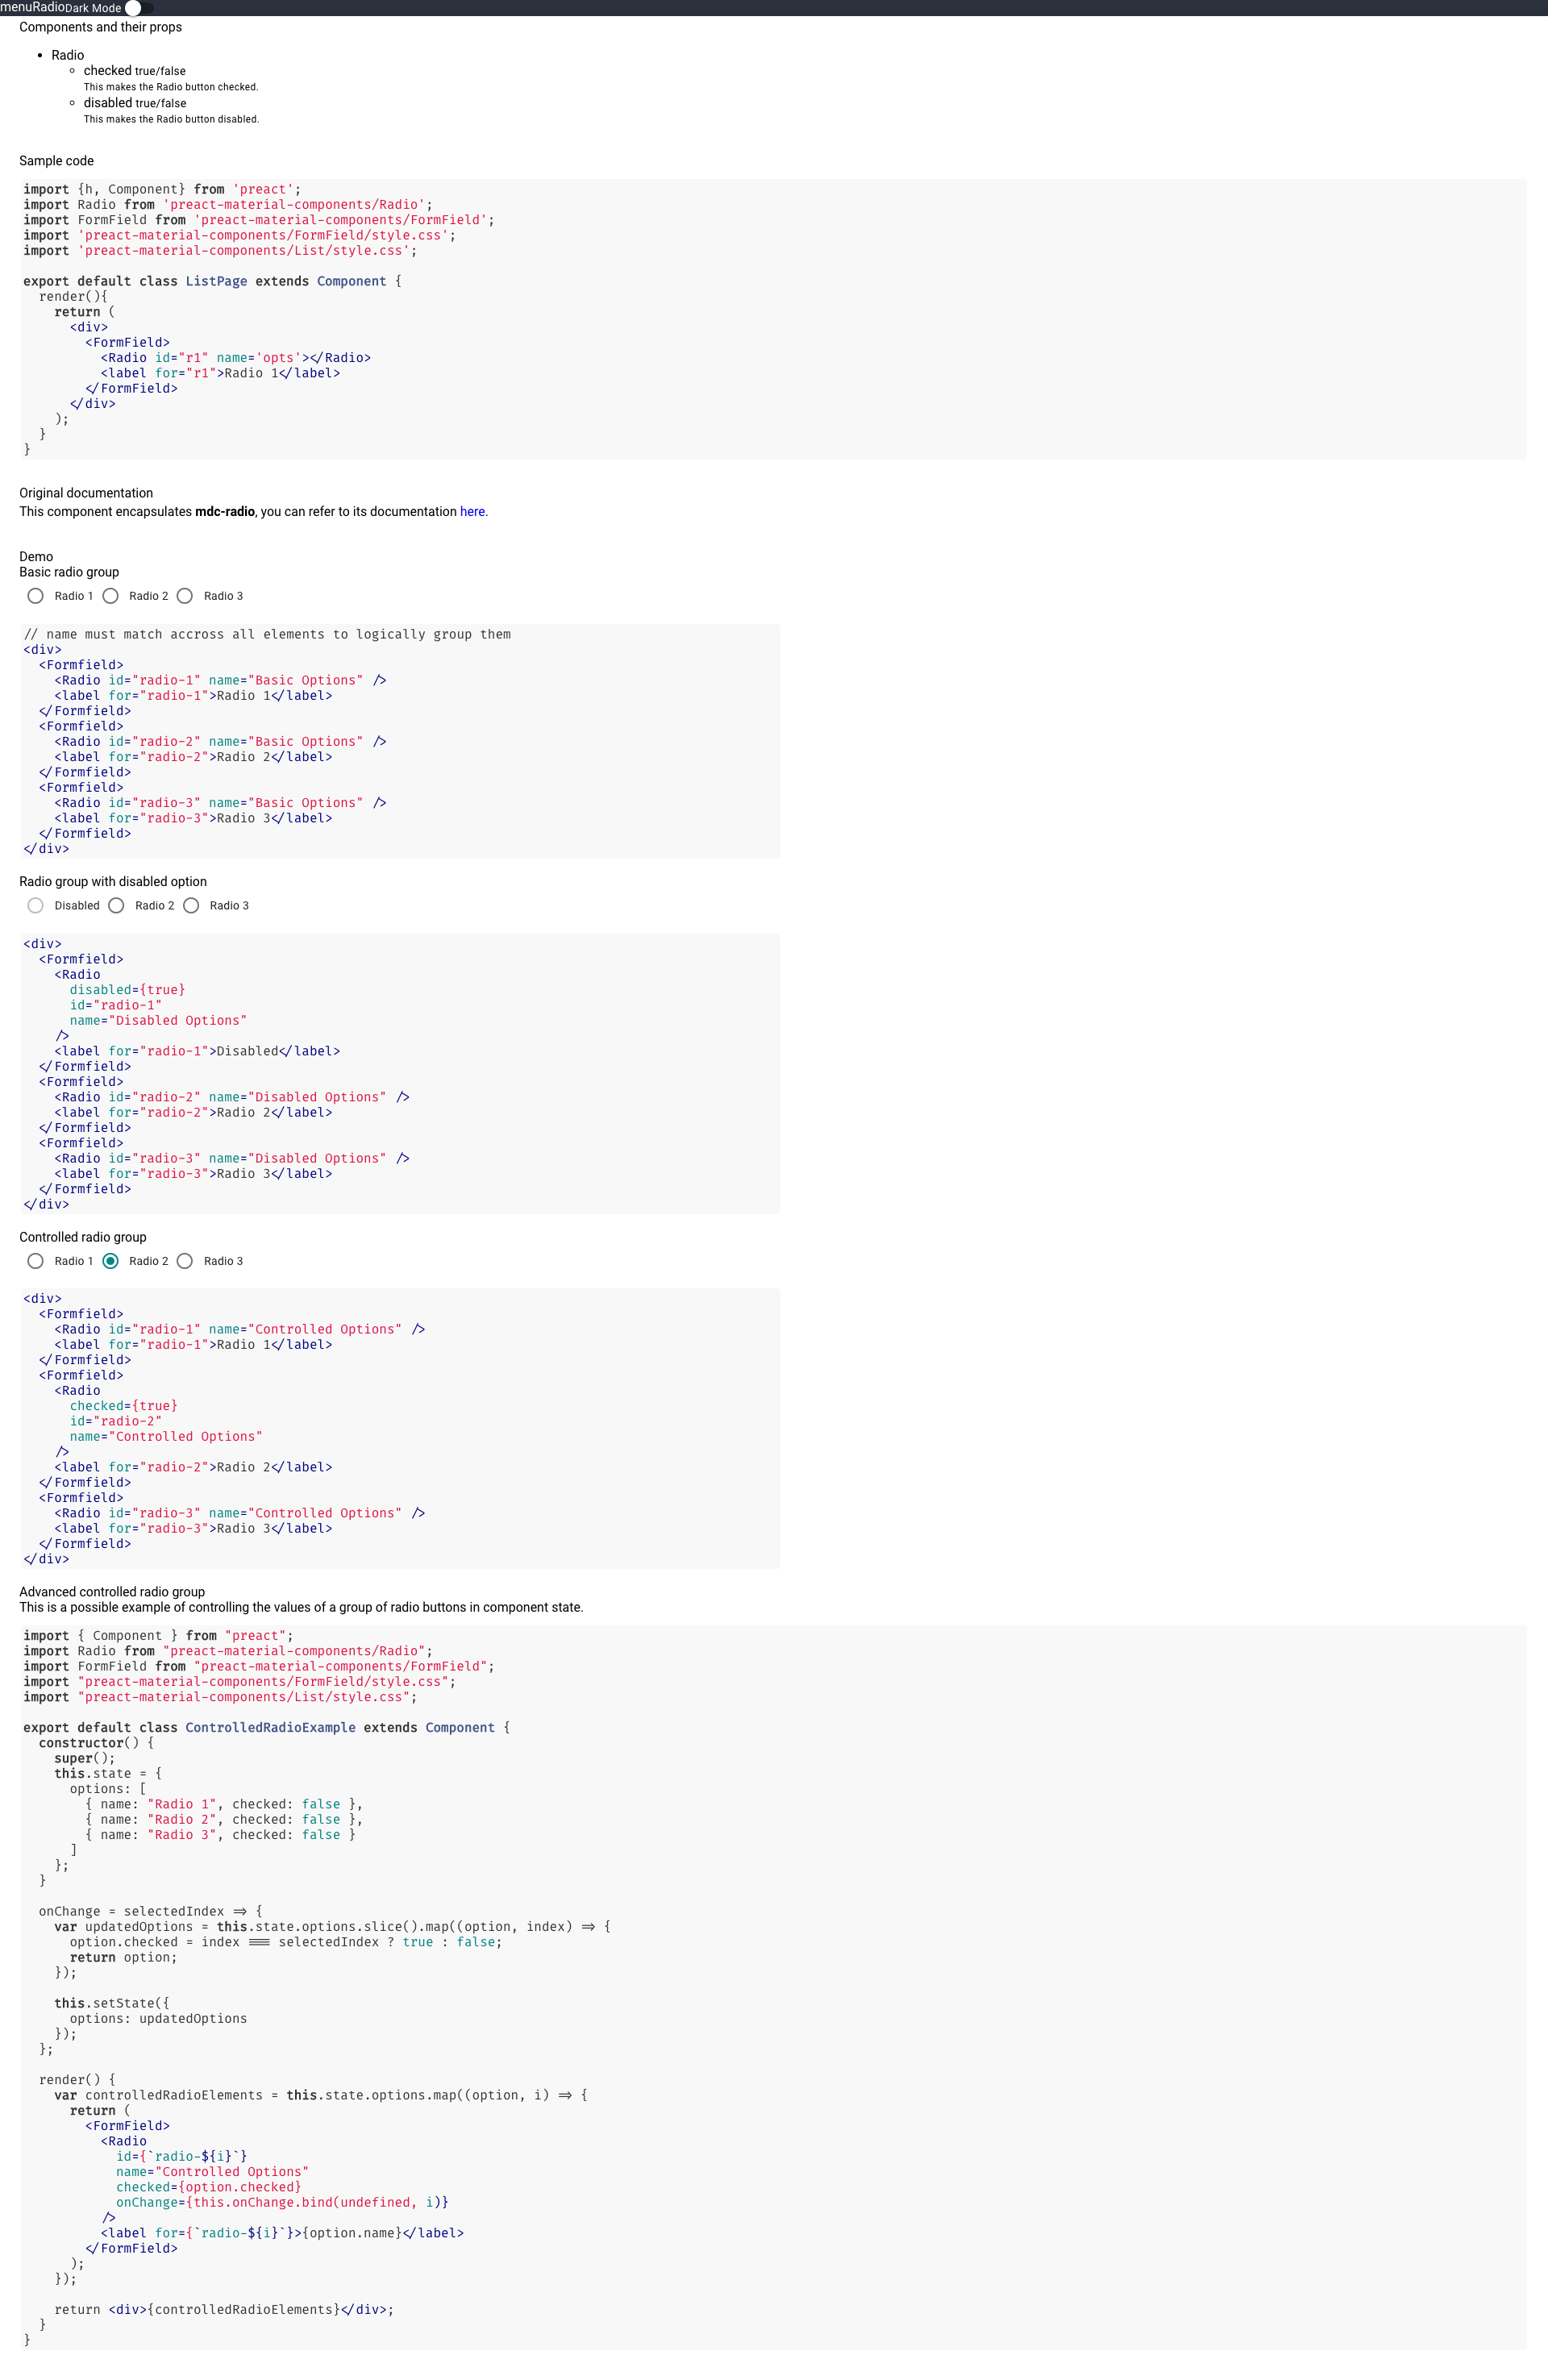 menuRadioDark Mode
Components and their props
• Radio
◦ checked true/false
This makes the Radio button checked.
◦ disabled true/false
This makes the Radio button disabled.
Sample code
import {h, Component} from 'preact';
import Radio from 'preact-material-components/Radio';
import FormField from 'preact-material-components/FormField';
import 'preact-material-components/FormField/style.css';
import 'preact-material-components/List/style.css';
export default class ListPage extends Component {
  render(){
    return (
      <div>
        <FormField>
          <Radio id="r1" name='opts'></Radio>
          <label for="r1">Radio 1</label>
        </FormField>
      </div>
    );
  }
}
Original documentation
This component encapsulates mdc-radio, you can refer to its documentation here.
Demo
Basic radio group
Radio 1 Radio 2 Radio 3
// name must match accross all elements to logically group them
<div>
  <Formfield>
    <Radio id="radio-1" name="Basic Options" />
    <label for="radio-1">Radio 1</label>
  </Formfield>
  <Formfield>
    <Radio id="radio-2" name="Basic Options" />
    <label for="radio-2">Radio 2</label>
  </Formfield>
  <Formfield>
    <Radio id="radio-3" name="Basic Options" />
    <label for="radio-3">Radio 3</label>
  </Formfield>
</div>
Radio group with disabled option
Disabled Radio 2 Radio 3
<div>
  <Formfield>
    <Radio
      disabled={true}
      id="radio-1"
      name="Disabled Options"
    />
    <label for="radio-1">Disabled</label>
  </Formfield>
  <Formfield>
    <Radio id="radio-2" name="Disabled Options" />
    <label for="radio-2">Radio 2</label>
  </Formfield>
  <Formfield>
    <Radio id="radio-3" name="Disabled Options" />
    <label for="radio-3">Radio 3</label>
  </Formfield>
</div>
Controlled radio group
Radio 1 Radio 2 Radio 3
<div>
  <Formfield>
    <Radio id="radio-1" name="Controlled Options" />
    <label for="radio-1">Radio 1</label>
  </Formfield>
  <Formfield>
    <Radio
      checked={true}
      id="radio-2"
      name="Controlled Options"
    />
    <label for="radio-2">Radio 2</label>
  </Formfield>
  <Formfield>
    <Radio id="radio-3" name="Controlled Options" />
    <label for="radio-3">Radio 3</label>
  </Formfield>
</div>
Advanced controlled radio group
This is a possible example of controlling the values of a group of radio buttons in component state.
import { Component } from "preact";
import Radio from "preact-material-components/Radio";
import FormField from "preact-material-components/FormField";
import "preact-material-components/FormField/style.css";
import "preact-material-components/List/style.css";
export default class ControlledRadioExample extends Component {
  constructor() {
    super();
    this.state = {
      options: [
        { name: "Radio 1", checked: false },
        { name: "Radio 2", checked: false },
        { name: "Radio 3", checked: false }
      ]
    };
  }
  onChange = selectedIndex => {
    var updatedOptions = this.state.options.slice().map((option, index) => {
      option.checked = index === selectedIndex ? true : false;
      return option;
    });
    this.setState({
      options: updatedOptions
    });
  };
  render() {
    var controlledRadioElements = this.state.options.map((option, i) => {
      return (
        <FormField>
          <Radio
            id={`radio-${i}`}
            name="Controlled Options"
            checked={option.checked}
            onChange={this.onChange.bind(undefined, i)}
          />
          <label for={`radio-${i}`}>{option.name}</label>
        </FormField>
      );
    });
    return <div>{controlledRadioElements}</div>;
  }
}